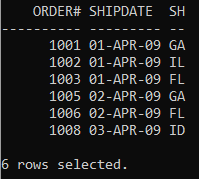 ORDER# SHIPDATE SH
---------- --------- --
1001 01-APR-09 GA
1002 01-APR-09 IL
1003 01-APR-09 FL
1005 02-APR-09 GA
1006 02-APR-09 FL
1008 03-APR-09 ID
6 rows selected.